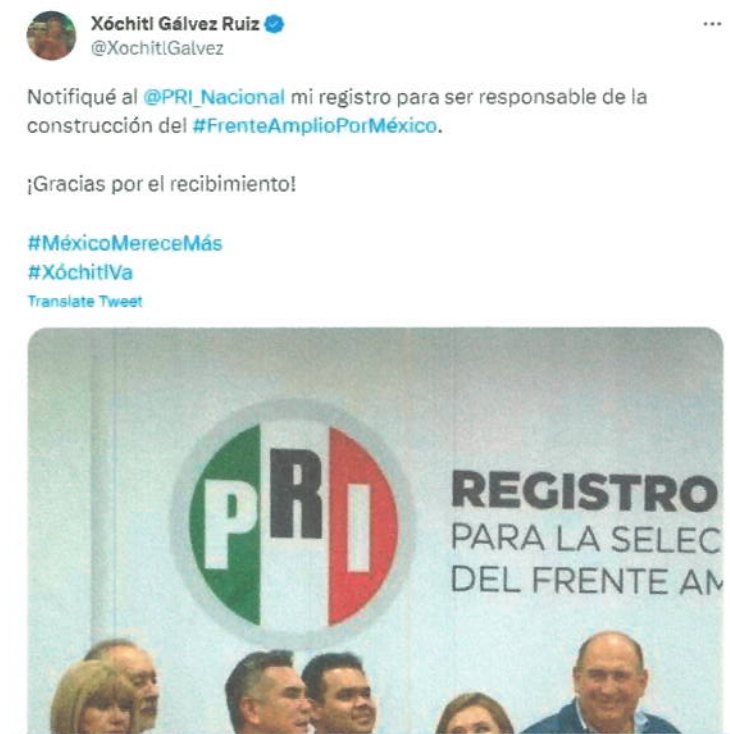 Xóchitl Gálvez Ruiz
@XochitlGalvez
Notifiqué al @PRI_Nacional mi registro para ser responsable de la
construcción del #FrenteAmplioPorMéxico.
¡Gracias por el recibimiento!
#MéxicoMereceMás
#XóchitlVa
Translate Tweet
PRI
REGISTRO
PARA LA SELEC
DEL FRENTE AM